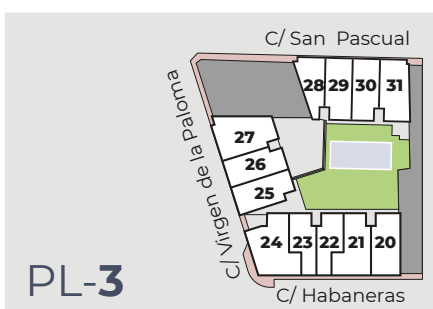 C/ San Pascual
28 29 30 31
C/ Virgen de la Paloma
27
26
25
24 23 22 21 20
PL-3
C/ Habaneras